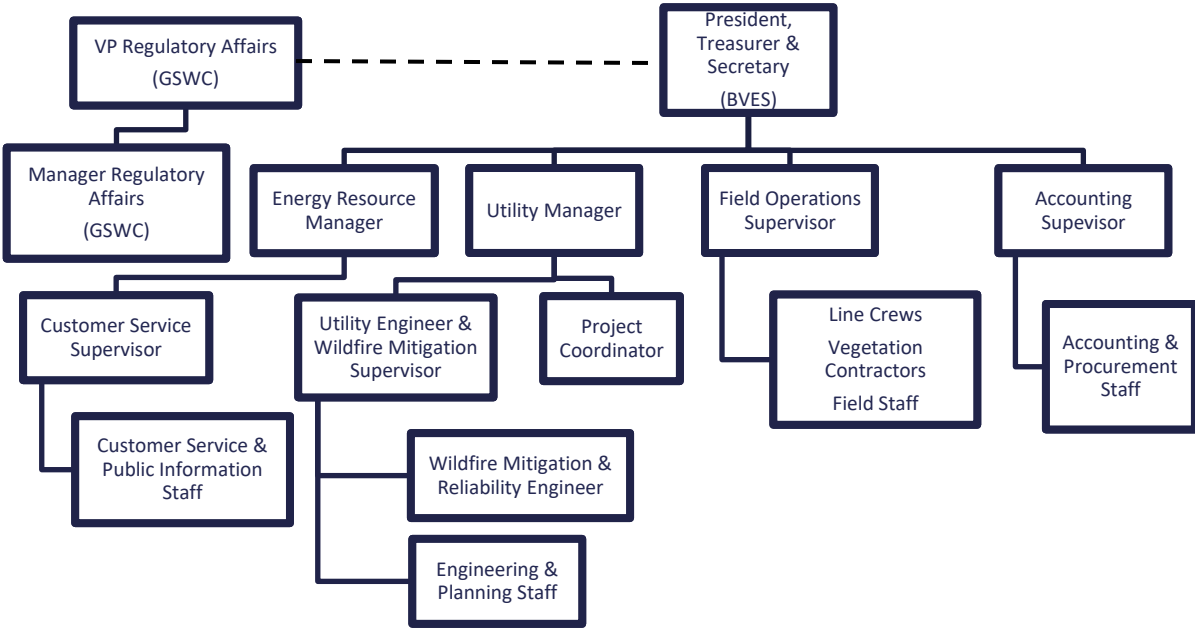 VP Regulatory Affairs
(GSWC)
President,
Treasurer &
Secretary
(BVES)
Manager Regulatory
Affairs
(GSWC)
Energy Resource
Manager
Utility Manager
Field Operations
Supervisor
Accounting
Supevisor
Customer Service
Supervisor
Utility Engineer &
Wildfire Mitigation
Supervisor
Project
Coordinator
Line Crews
Vegetation
Contractors
Field Staff
Accounting &
Procurement
Staff
Customer Service &
Public Information
Staff
Wildfire Mitigation &
Reliability Engineer
Engineering &
Planning Staff